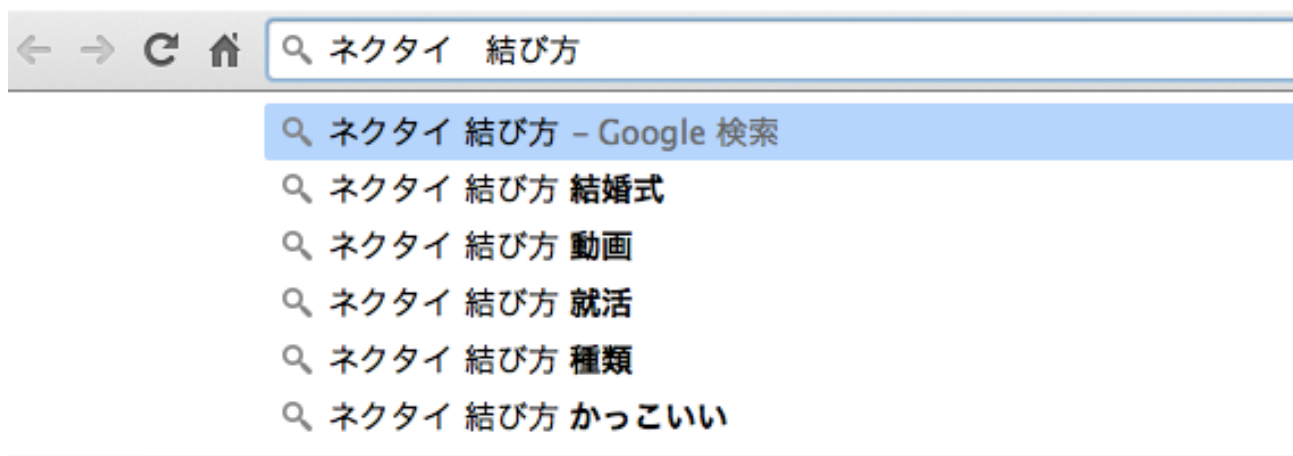 ネクタイ　結び方
ネクタイ 結び方 – Google 検索
ネクタイ 結び方 結婚式
ネクタイ 結び方 動画
ネクタイ 結び方 就活
ネクタイ 結び方 種類
ネクタイ 結び方 かっこいい